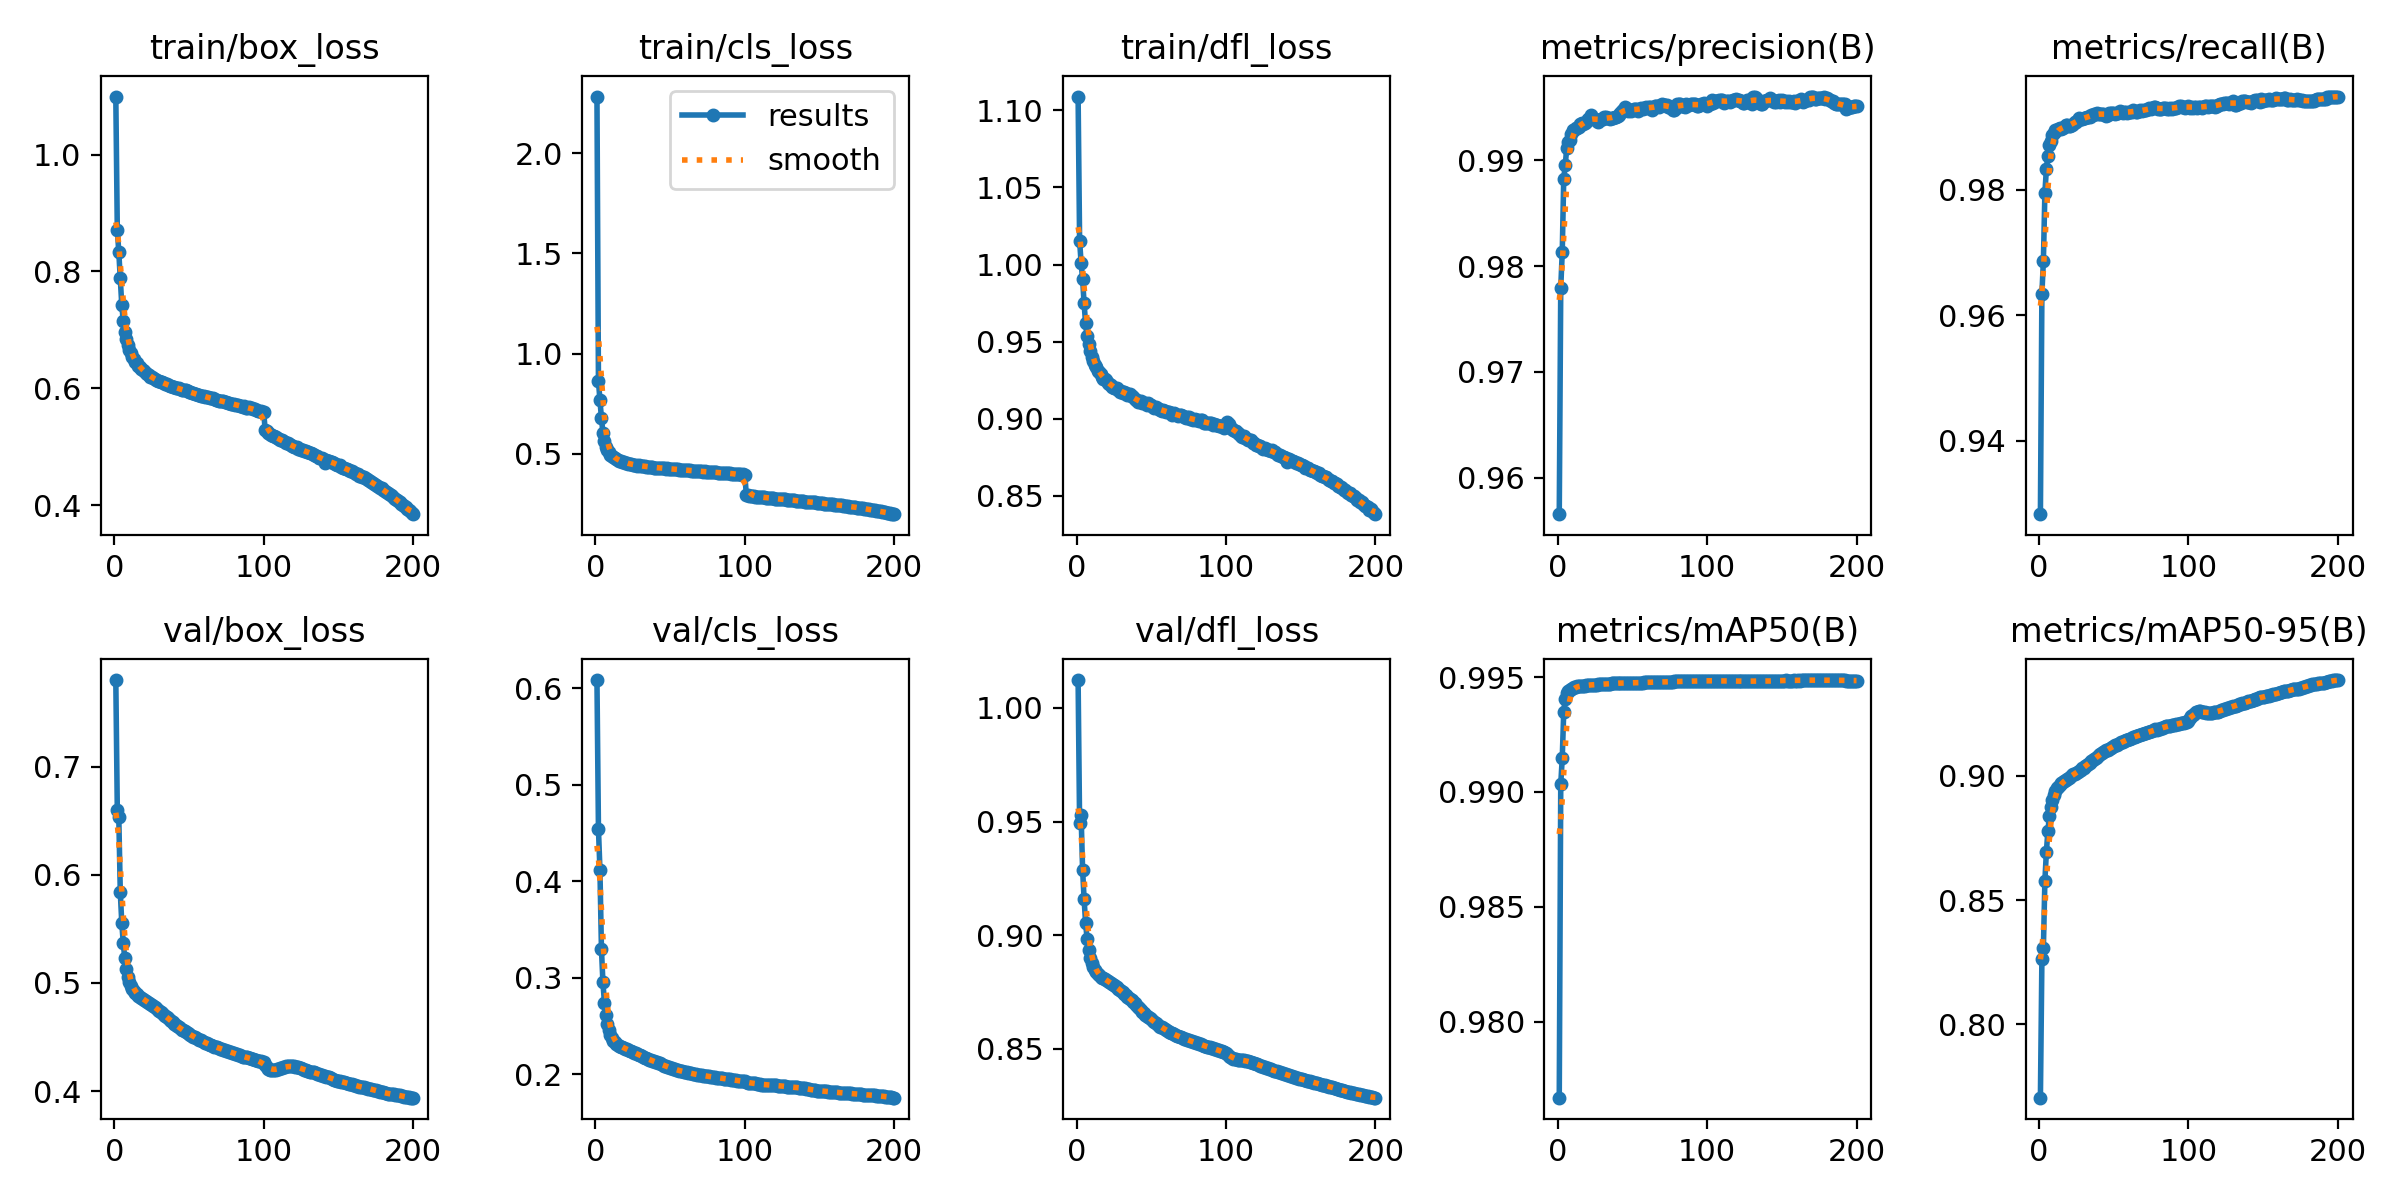 train/box_loss
1.0
0.8
0.6
0.4
0 100 200
train/cls_loss
results
smooth
2.0
1.5
1.0
0.5
0 100 200
train/dfl_loss
1.10
1.05
1.00
0.95
0.90
0.85
0 100 200
metrics/precision(B)
0.99
0.98
0.97
0.96
0 100 200
metrics/recall(B)
0.98
0.96
0.94
0 100 200
val/box_loss
0.7
0.6
0.5
0.4
0 100 200
val/cls_loss
0.6
0.5
0.4
0.3
0.2
0 100 200
val/dfl_loss
1.00
0.95
0.90
0.85
0 100 200
metrics/mAP50(B)
0.995
0.990
0.985
0.980
0 100 200
metrics/mAP50-95(B)
0.90
0.85
0.80
0 100 200